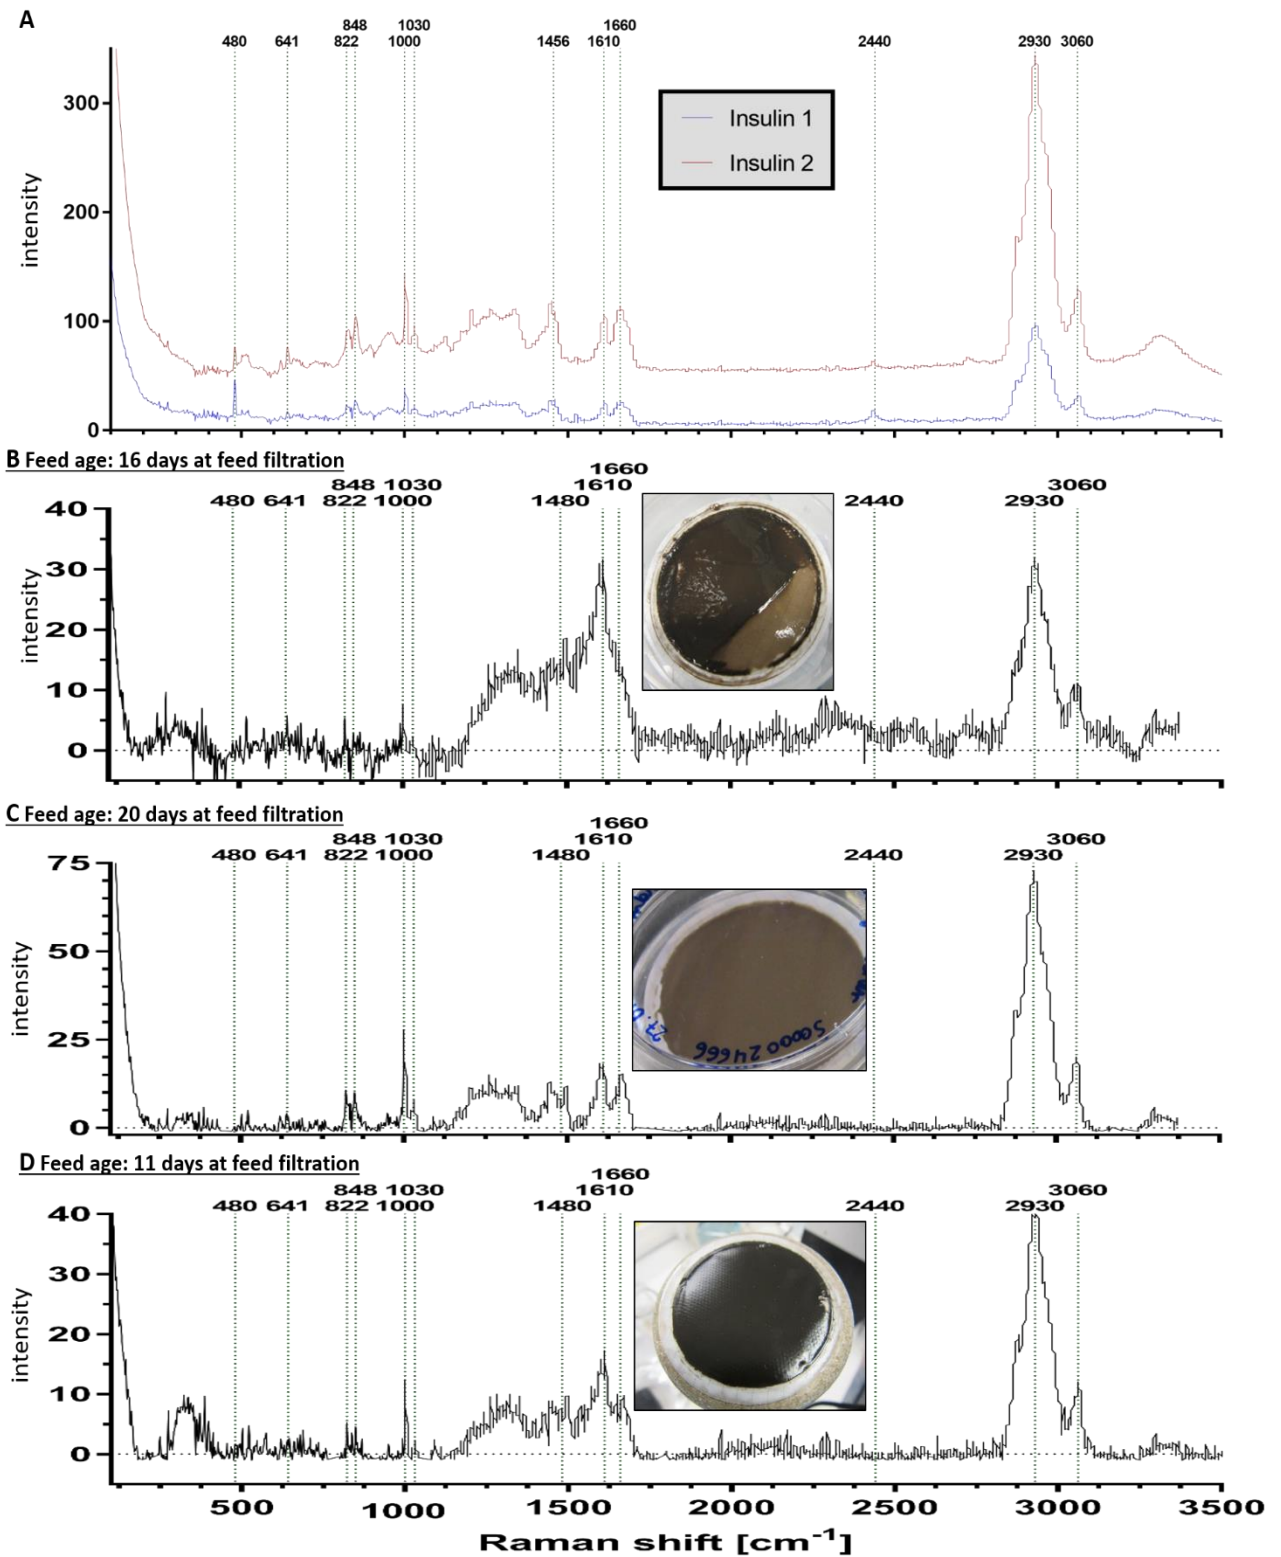 A
848 1030 1660
480 641 822 1000 1456 1610 2440 2930 3060
300
200
100
0
intensity
Insulin 1
Insulin 2
B Feed age: 16 days at feed filtration
1660
848 1030 1610 3060
480 641 822 1000 1480 2440 2930
40
30
20
10
0
intensity
C Feed age: 20 days at feed filtration
1660
848 1030 1610 3060
480 641 822 1000 1480 2440 2930
75
50
25
0
intensity
50000 24666
D Feed age: 11 days at feed filtration
1660
848 1030 1610 3060
480 641 822 1000 1480 2440 2930
40
30
20
10
0
intensity
500 1000 1500 2000 2500 3000 3500
Raman shift [cm⁻¹]